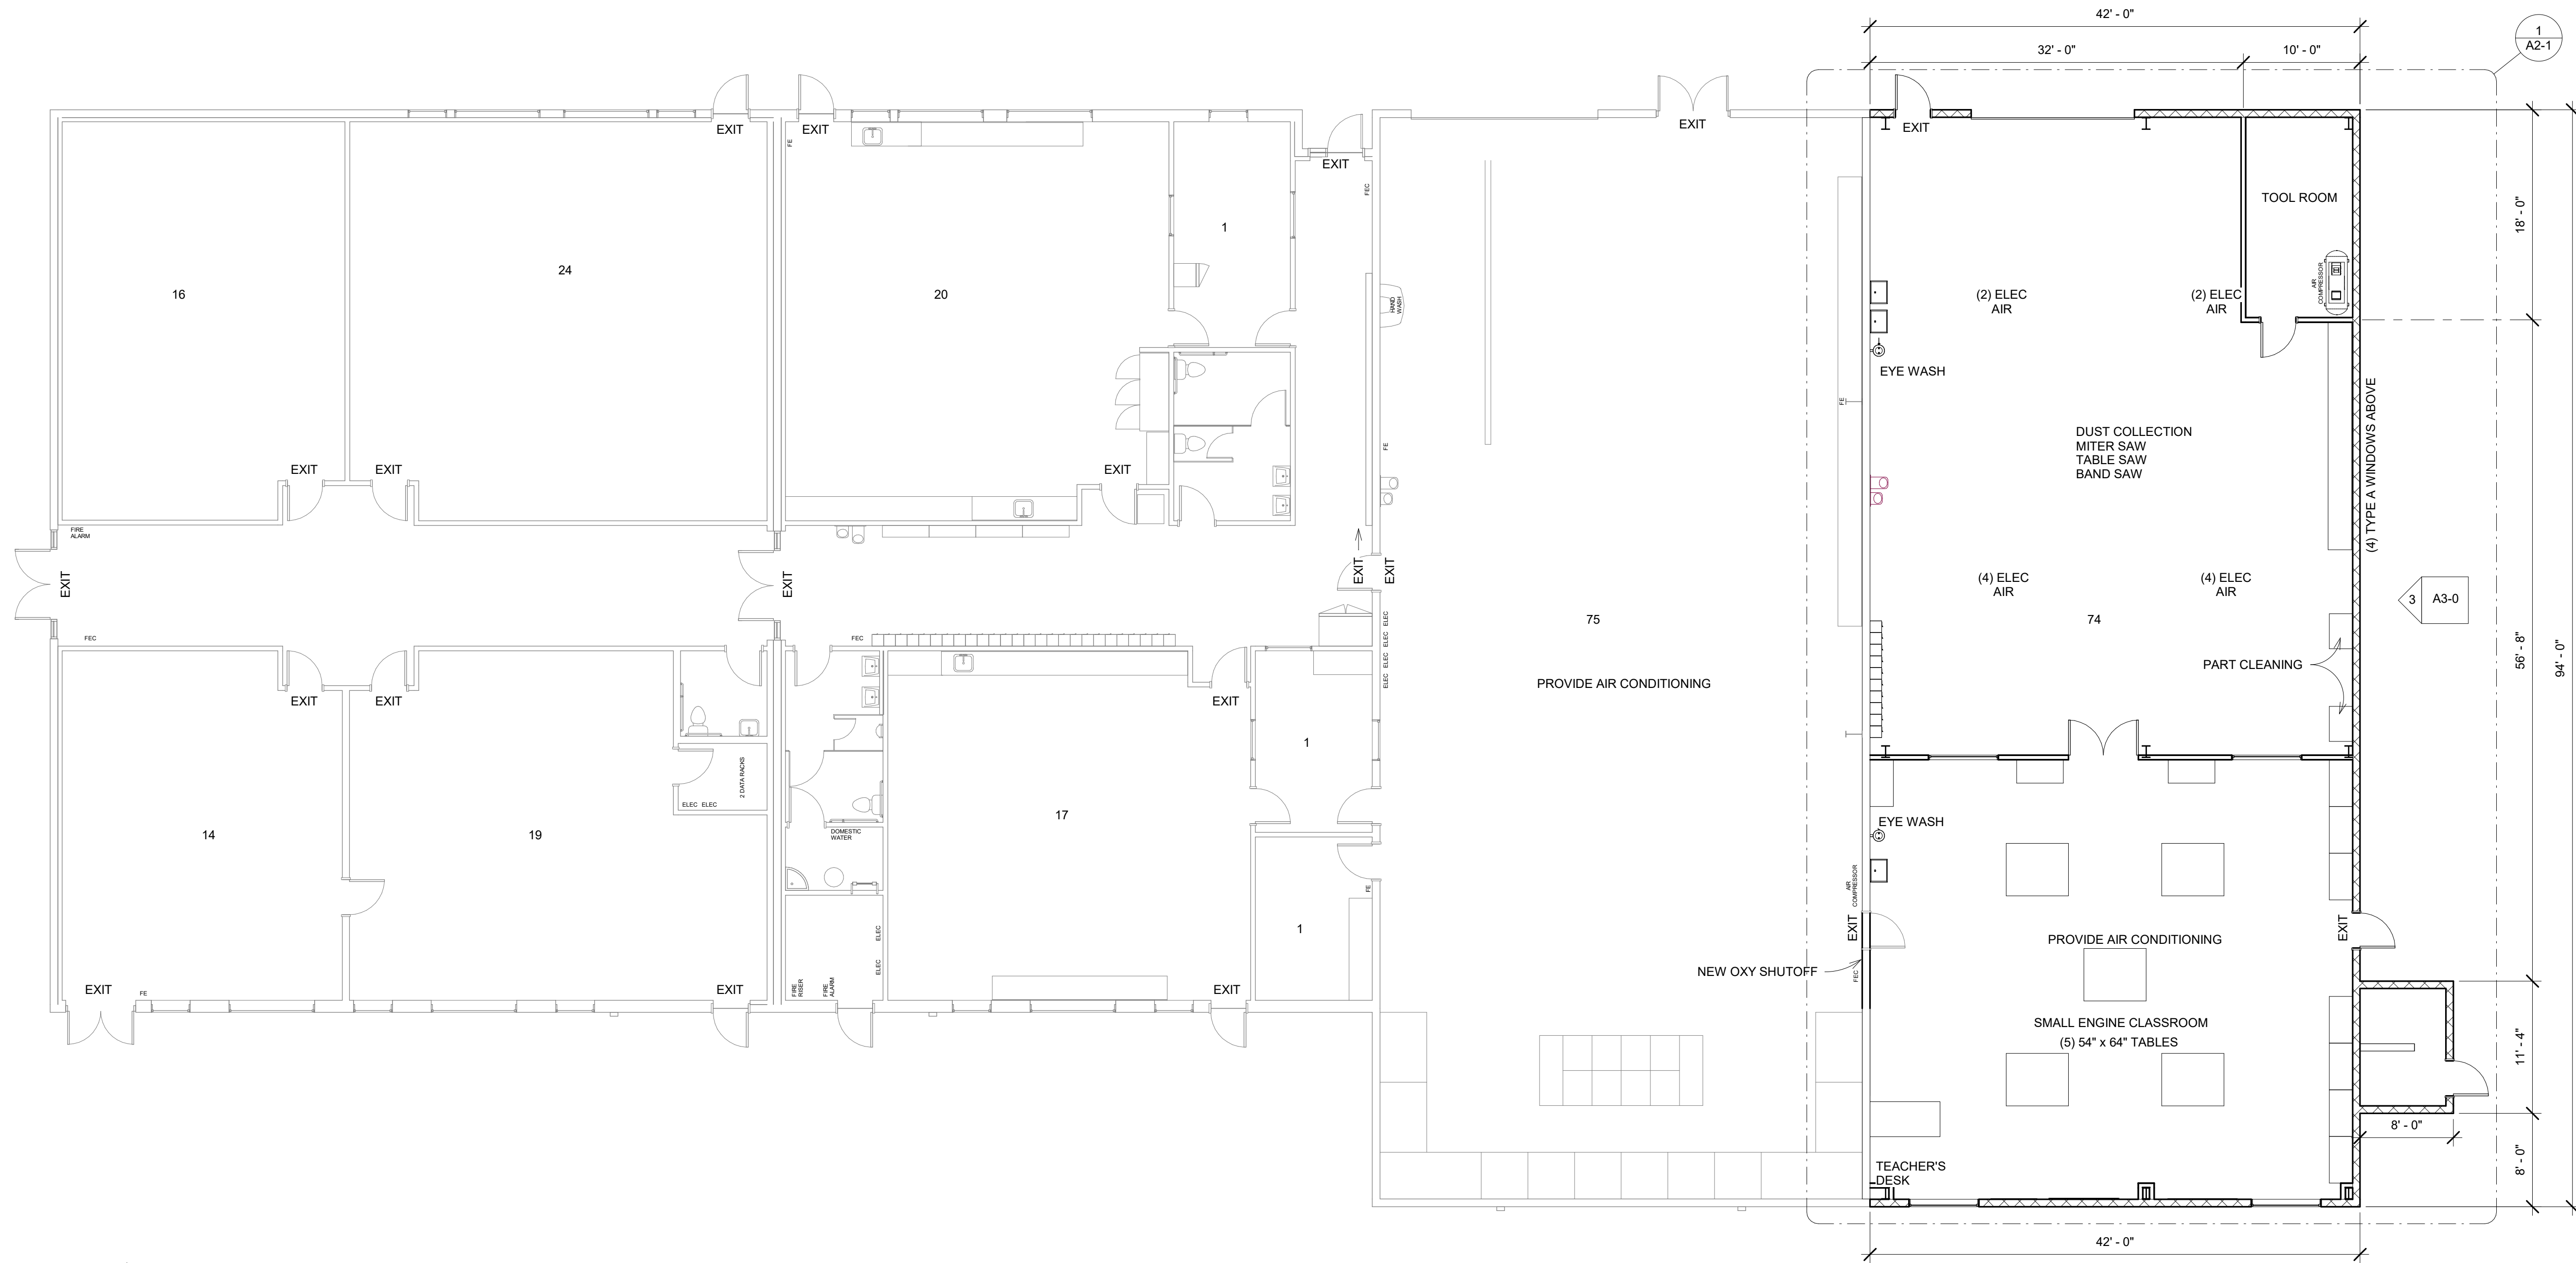 42' - 0"
1
A2-1
32' - 0"
10' - 0"
EXIT
EXIT
EXIT
EXIT
EXIT
FE
EXIT
FEC
TOOL ROOM
18' - 0"
1
24
16
20
HAND
WASH
(2) ELEC
AIR
(2) ELEC
AIR
AIR
COMPRESSOR
EYE WASH
FE
(4) TYPE A WINDOWS ABOVE
DUST COLLECTION
MITER SAW
TABLE SAW
BAND SAW
FE
EXIT
EXIT
EXIT
FIRE
ALARM
EXIT
EXIT
EXIT
EXIT
(4) ELEC
AIR
(4) ELEC
AIR
3
A3-0
75
74
FEC
FEC
ELEC
ELEC
ELEC
ELEC
56' - 8"
94' - 0"
PART CLEANING
PROVIDE AIR CONDITIONING
EXIT
EXIT
EXIT
1
2 DATA RACKS
ELEC
ELEC
17
EYE WASH
14
19
DOMESTIC
WATER
AIR
COMPRESSOR
FE
1
ELEC
ELEC
EXIT
EXIT
PROVIDE AIR CONDITIONING
NEW OXY SHUTOFF
FEC
EXIT
FE
EXIT
FIRE
RISER
FIRE
ALARM
EXIT
SMALL ENGINE CLASSROOM
(5) 54" x 64" TABLES
11' - 4"
8' - 0"
8' - 0"
TEACHER'S
DESK
42' - 0"